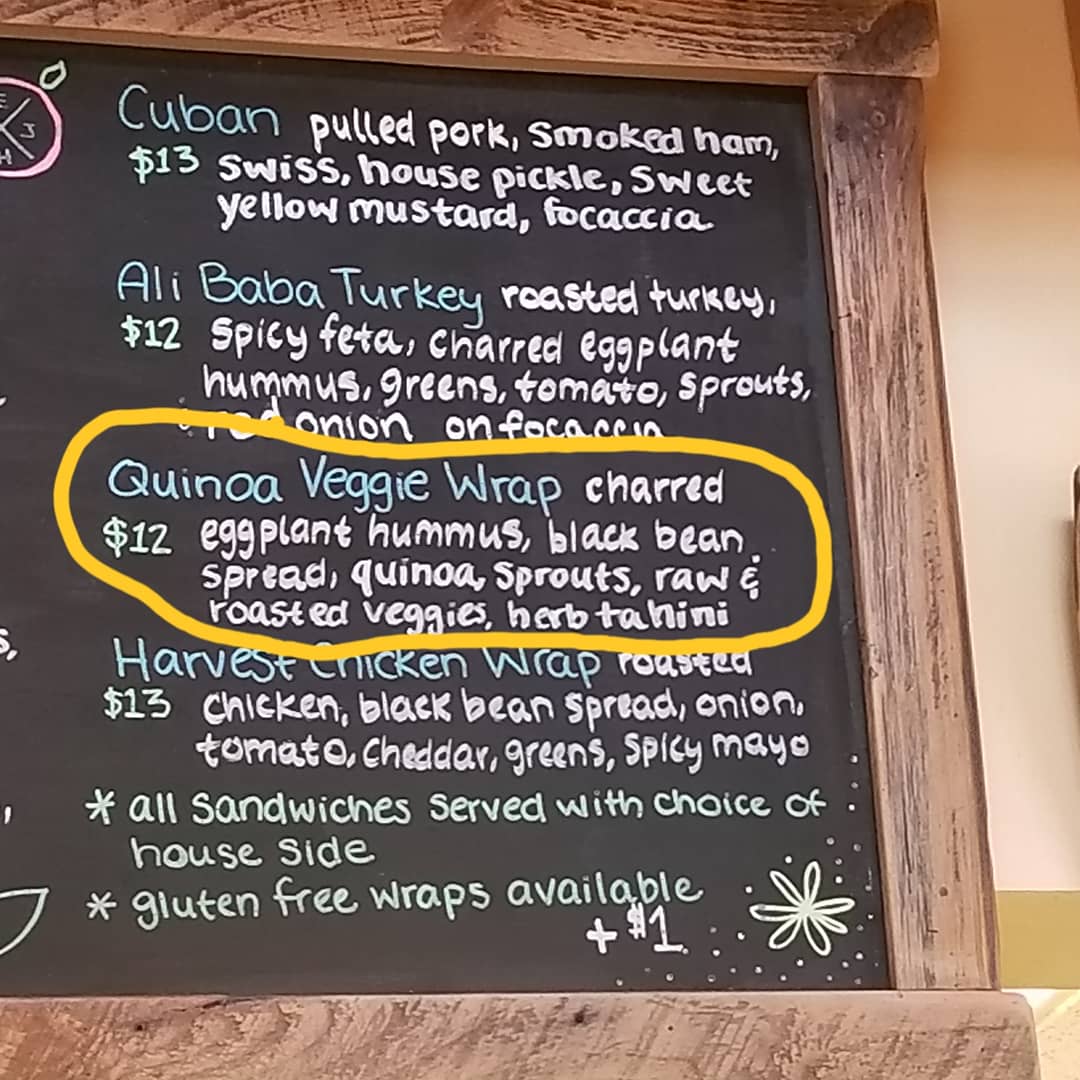 Cuban pulled pork, smoked ham,
$13 swiss, house pickle, sweet
yellow mustard, focaccia
Ali Baba Turkey roasted turkey,
$12 spicy feta, charred eggplant
hummus, greens, tomato, sprouts,
red onion on focaccia
Quinoa Veggie Wrap charred
$12 eggplant hummus, black bean
spread, quinoa, sprouts, raw &
roasted veggies, herb tahini
Harvest Chicken Wrap roasted
$13 chicken, black bean spread, onion,
tomato, cheddar, greens, spicy mayo
* all sandwiches served with choice of
house side
* gluten free wraps available
+ $1